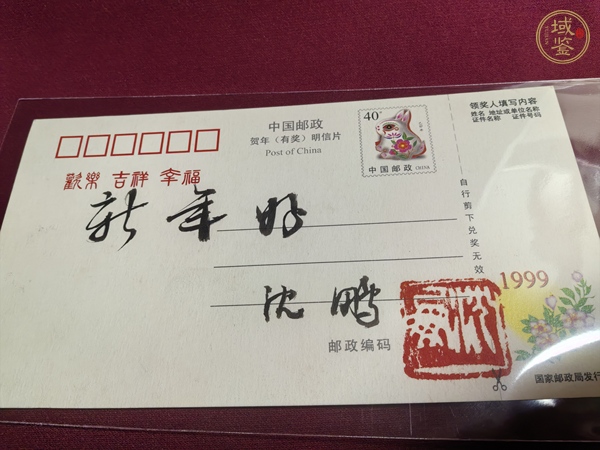 域鉴
中国邮政
贺年（有奖）明信片
Post of China
40分
中国邮政 CHINA
领奖人填写内容
姓名 地址或单位名称
证件名称 证件号码
歡樂 吉祥 幸福
新年好
沈鹏
自行剪下兑奖无效
1999
邮政编码
国家邮政局发行